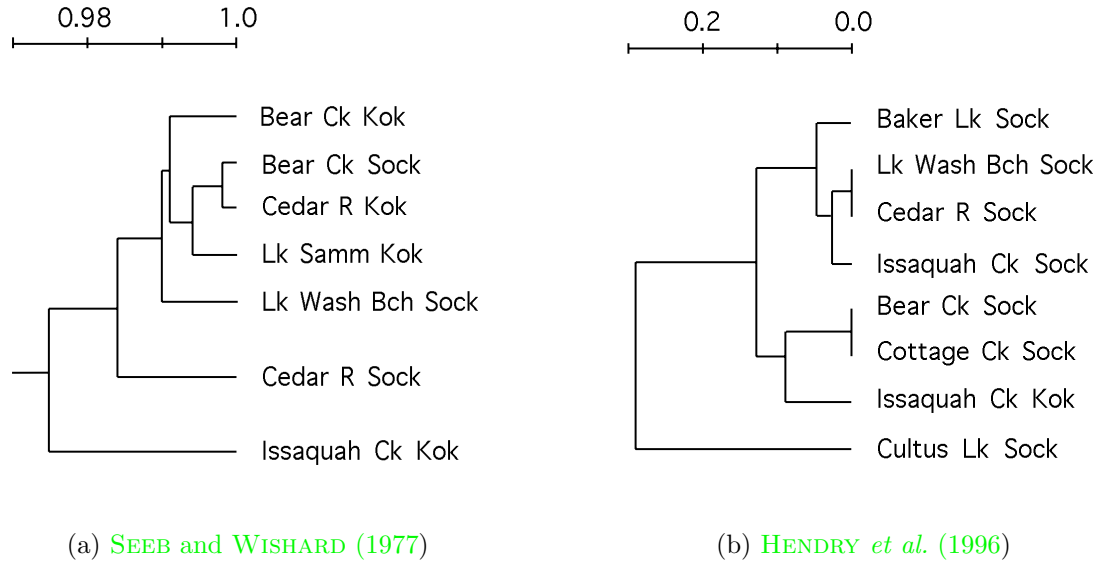 0.98 1.0
Bear Ck Kok
Bear Ck Sock
Cedar R Kok
Lk Samm Kok
Lk Wash Bch Sock
Cedar R Sock
Issaquah Ck Kok
(a) SEEB and WISHARD (1977)
0.2 0.0
Baker Lk Sock
Lk Wash Bch Sock
Cedar R Sock
Issaquah Ck Sock
Bear Ck Sock
Cottage Ck Sock
Issaquah Ck Kok
Cultus Lk Sock
(b) HENDRY et al. (1996)